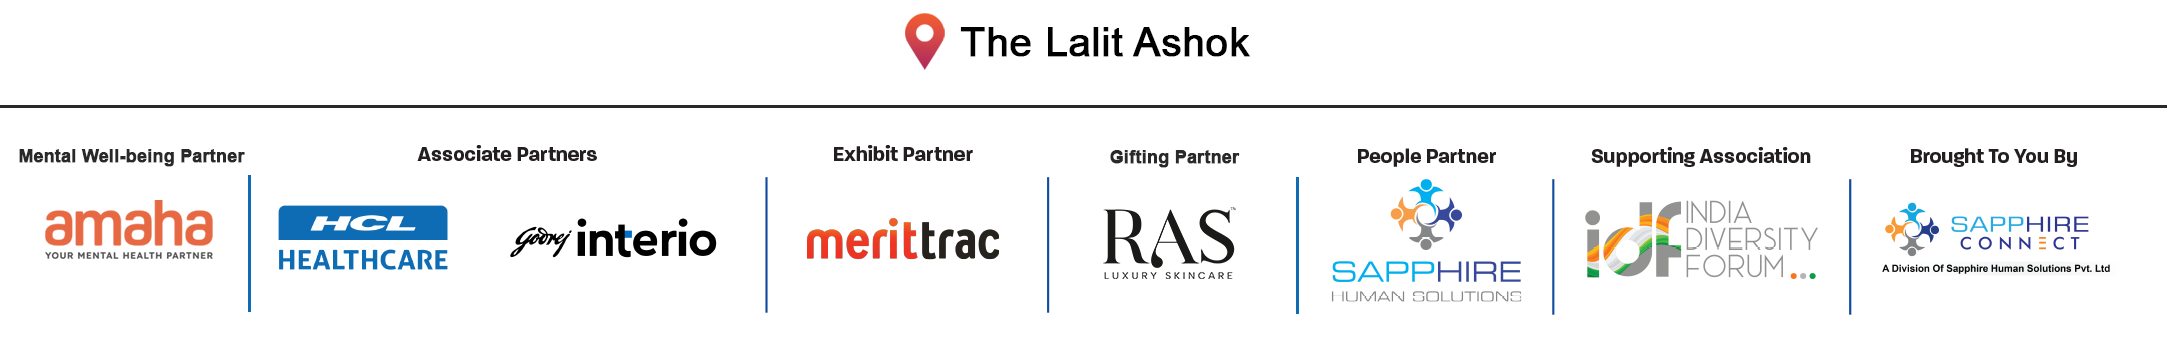 The Lalit Ashok
Mental Well-being Partner
amaha
YOUR MENTAL HEALTH PARTNER
Associate Partners
HCL
HEALTHCARE
Godrej interio
Exhibit Partner
merittrac
Gifting Partner
RAS™
LUXURY SKINCARE
People Partner
SAPPHIRE
HUMAN SOLUTIONS
Supporting Association
idf
INDIA
DIVERSITY
FORUM...
Brought To You By
SAPPHIRE
CONNECT
A Division Of Sapphire Human Solutions Pvt. Ltd